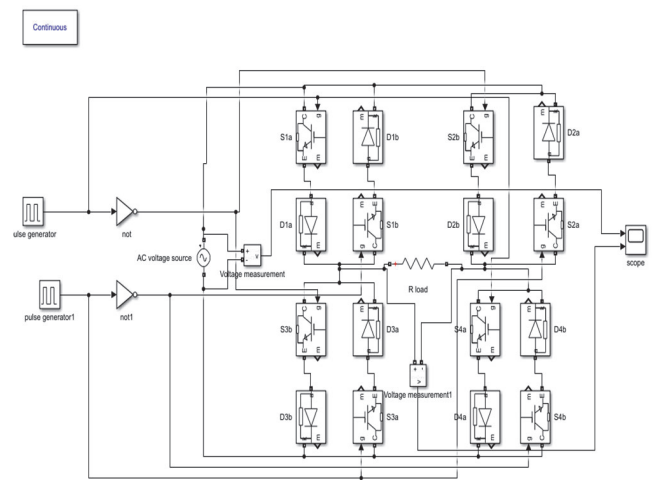 Continuous
S1a
D1b
S2b
D2a
ulse generator
not
AC voltage source
Voltage measurement
D1a
S1b
D2b
S2a
scope
R load
pulse generator1
not1
S3b
D3a
S4a
D4b
Voltage measurement1
D3b
S3a
D4a
S4b